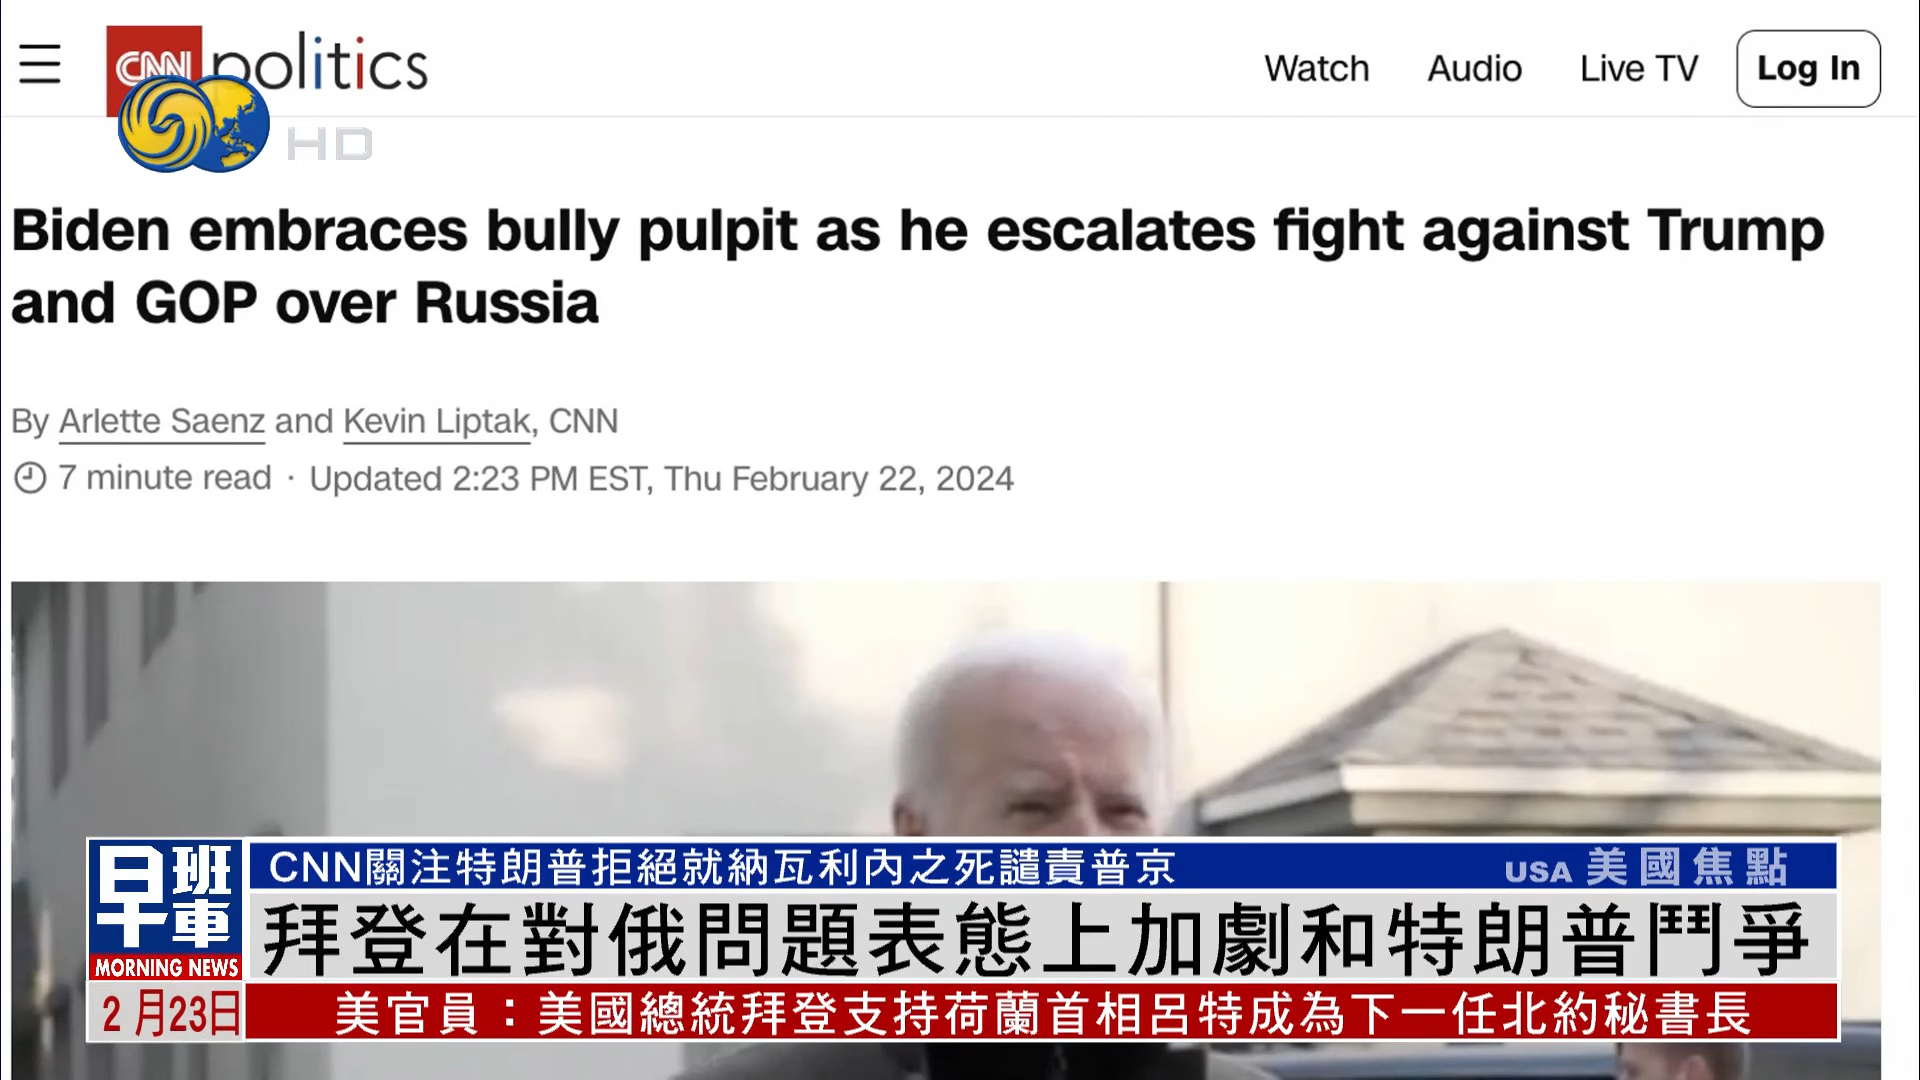 CNN politics
Watch
Audio
Live TV
Log In
HD
Biden embraces bully pulpit as he escalates fight against Trump
and GOP over Russia
By Arlette Saenz and Kevin Liptak, CNN
7 minute read · Updated 2:23 PM EST, Thu February 22, 2024
早班車
MORNING NEWS
CNN關注特朗普拒絕就納瓦利內之死譴責普京
USA 美國焦點
拜登在對俄問題表態上加劇和特朗普鬥爭
2月23日
美官員：美國總統拜登支持荷蘭首相呂特成為下一任北約秘書長